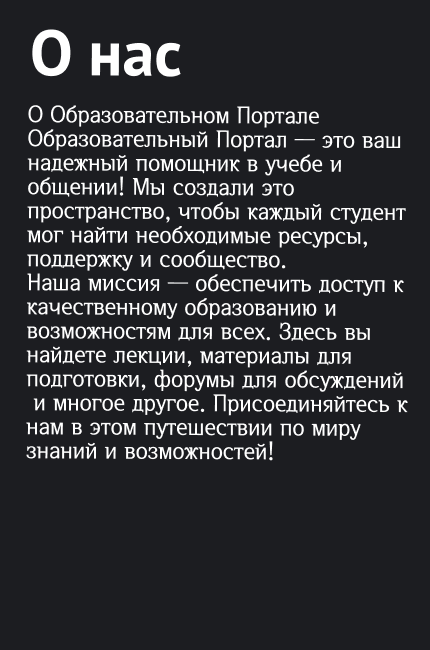 О нас
О Образовательном Портале
Образовательный Портал — это ваш
надежный помощник в учебе и
общении! Мы создали это
пространство, чтобы каждый студент
мог найти необходимые ресурсы,
поддержку и сообщество.
Наша миссия — обеспечить доступ к
качественному образованию и
возможностям для всех. Здесь вы
найдете лекции, материалы для
подготовки, форумы для обсуждений
и многое другое. Присоединяйтесь к
нам в этом путешествии по миру
знаний и возможностей!